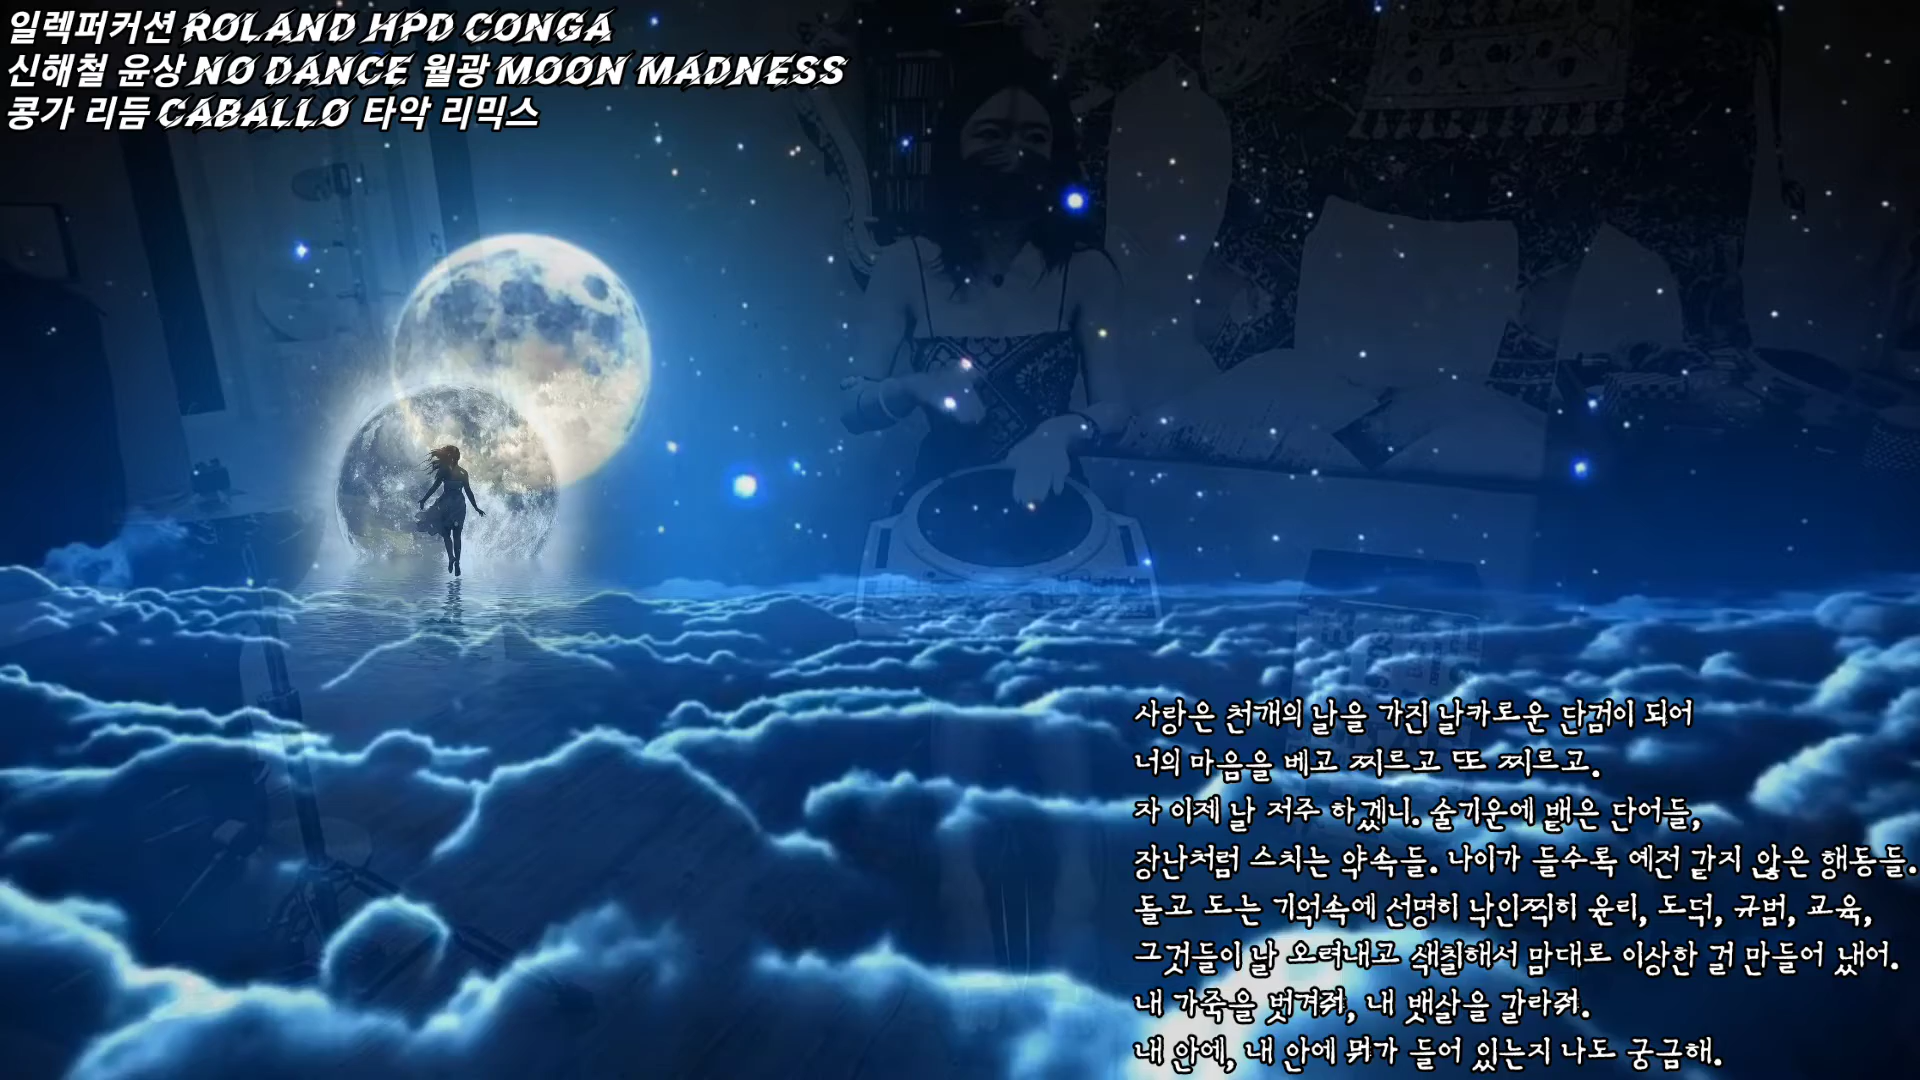 일렉퍼커션 ROLAND HPD CONGA
신해철 윤상 NO DANCE 월광 MOON MADNESS
콩가 리듬 CABALLO 타악 리믹스
사랑은 천개의 날을 가진 날카로운 단검이 되어
너의 마음을 베고 찌르고 또 찌르고.
자 이제 날 저주 하겠니. 술기운에 뱉은 단어들,
장난처럼 스치는 약속들. 나이가 들수록 예전 같지 않은 행동들.
돌고 도는 기억속에 선명히 낙인찍히 윤리, 도덕, 규범, 교육,
그것들이 날 오려내고 색칠해서 맘대로 이상한 걸 만들어 냈어.
내 가죽을 벗겨줘, 내 뱃살을 갈라줘.
내 안에, 내 안에 뭐가 들어 있는지 나도 궁금해.